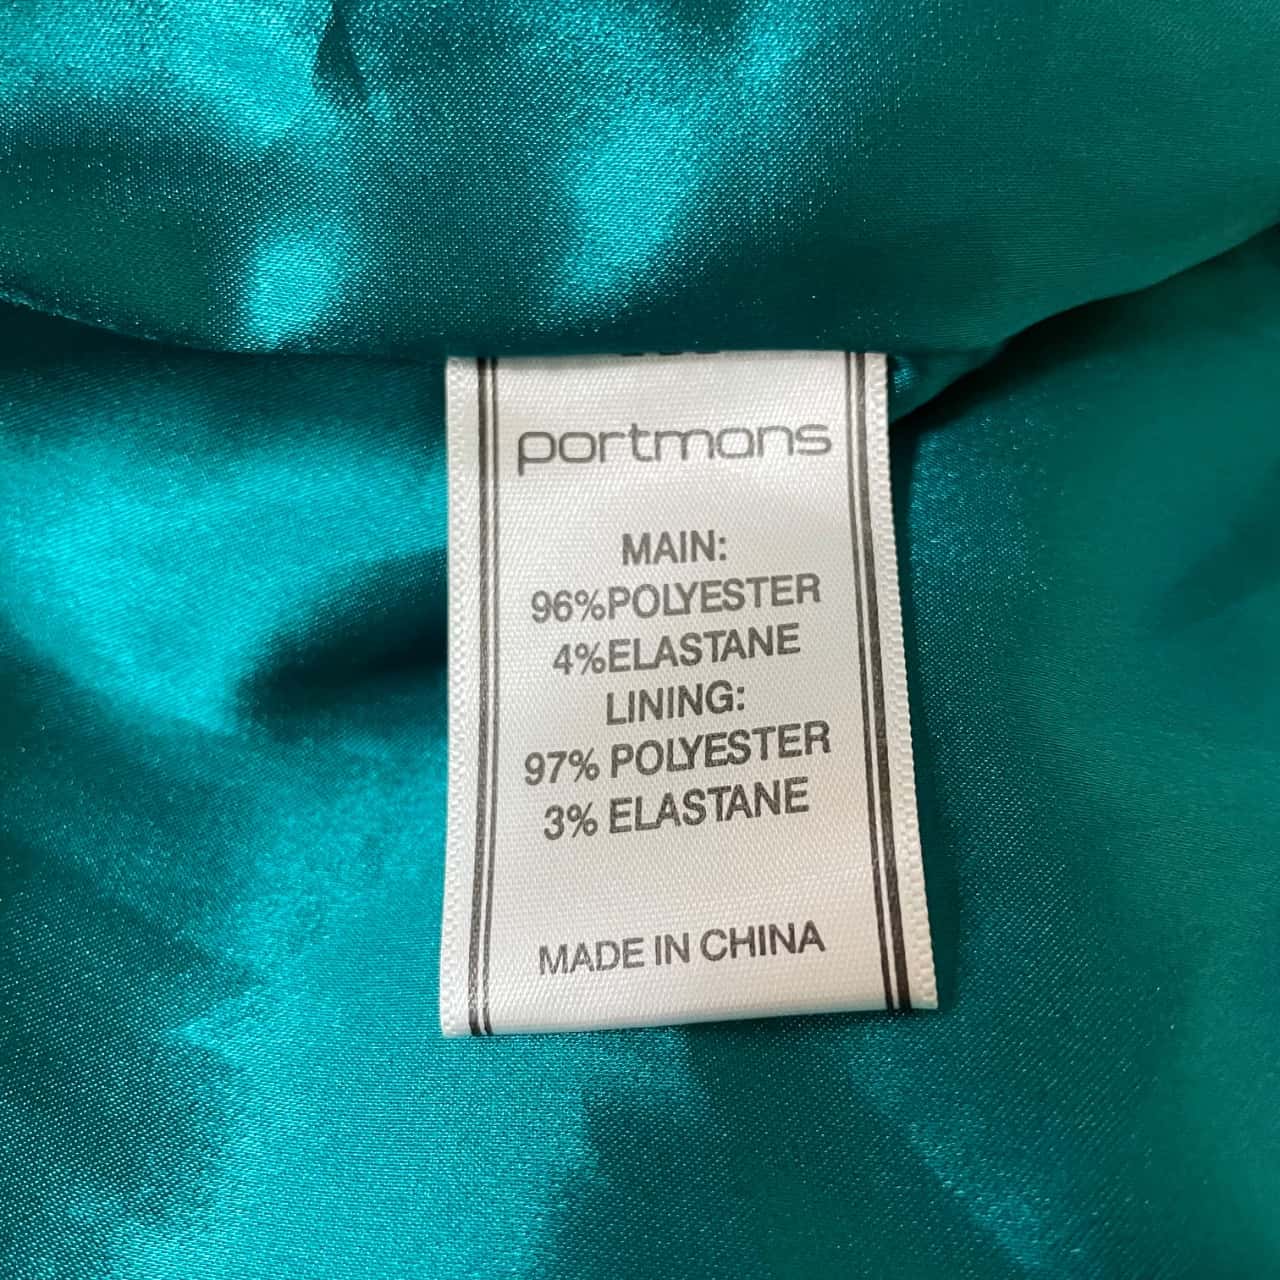 portmans
MAIN:
96%POLYESTER
4%ELASTANE
LINING:
97% POLYESTER
3% ELASTANE
MADE IN CHINA